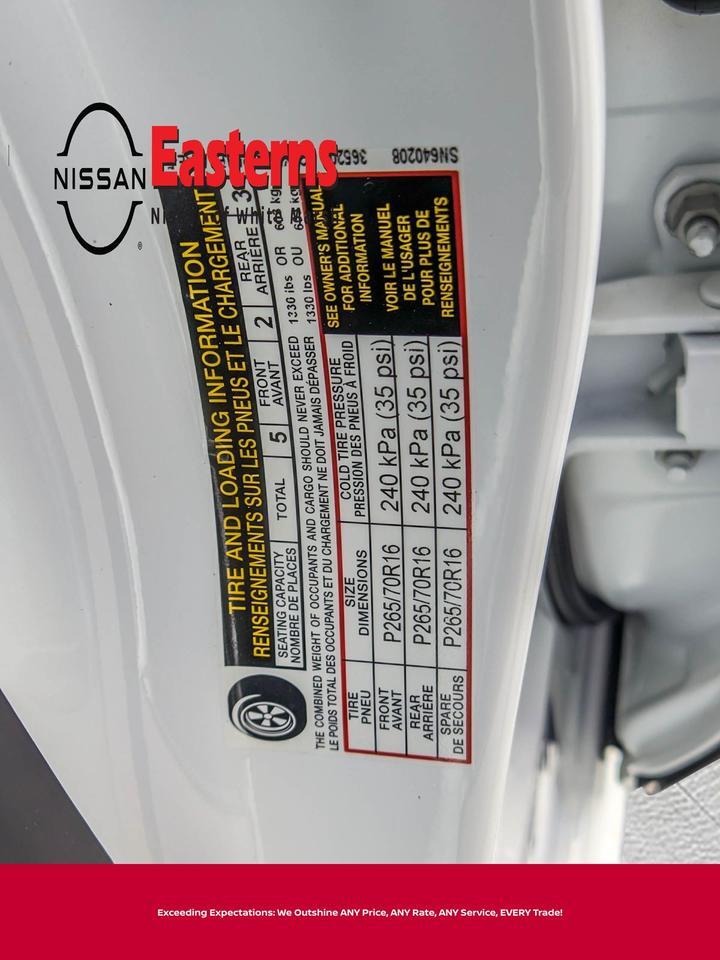 NISSAN
Easterns
®
TIRE AND LOADING INFORMATION
RENSEIGNEMENTS SUR LES PNEUS ET LE CHARGEMENT
SEATING CAPACITY TOTAL 5 FRONT 2 REAR 3
NOMBRE DE PLACES AVANT ARRIÈRE
THE COMBINED WEIGHT OF OCCUPANTS AND CARGO SHOULD NEVER EXCEED 1330 lbs OR kg
LE POIDS TOTAL DES OCCUPANTS ET DU CHARGEMENT NE DOIT JAMAIS DÉPASSER 1330 lbs OU kg
TIRE SIZE COLD TIRE PRESSURE
PNEU DIMENSIONS PRESSION DES PNEUS À FROID
FRONT P265/70R16 240 kPa (35 psi)
AVANT
REAR P265/70R16 240 kPa (35 psi)
ARRIÈRE
SPARE P265/70R16 240 kPa (35 psi)
DE SECOURS
SEE OWNER'S MANUAL
FOR ADDITIONAL
INFORMATION
VOIR LE MANUEL
DE L'USAGER
POUR PLUS DE
RENSEIGNEMENTS
SN640208
Exceeding Expectations: We Outshine ANY Price, ANY Rate, ANY Service, EVERY Trade!